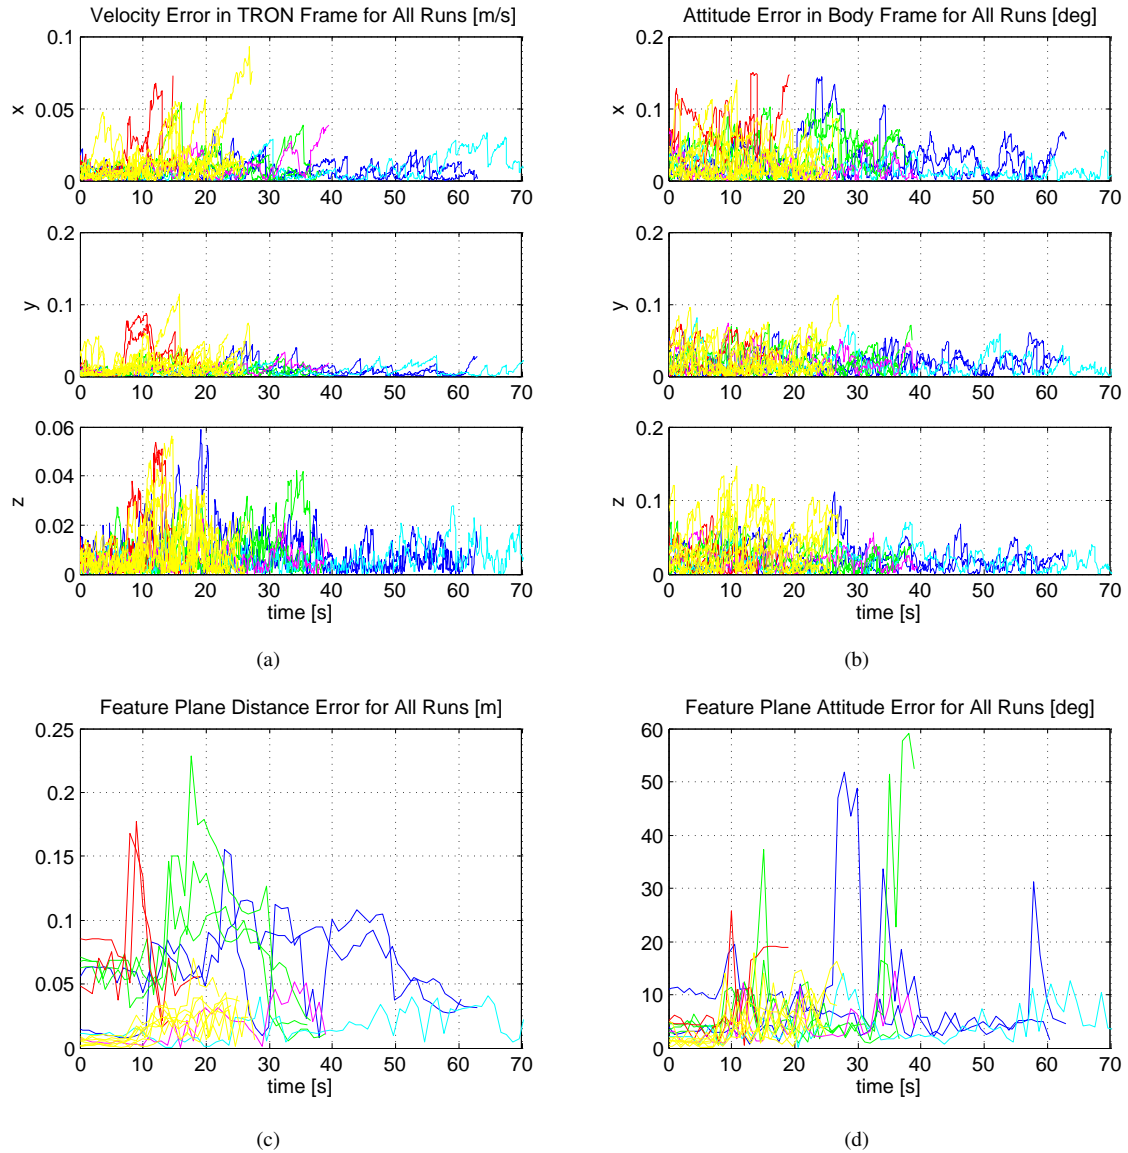 Velocity Error in TRON Frame for All Runs [m/s]
0.1
0.05
0
x
0 10 20 30 40 50 60 70
0.2
0.1
0
y
0 10 20 30 40 50 60 70
0.06
0.04
0.02
0
z
0 10 20 30 40 50 60 70
time [s]
(a)
Attitude Error in Body Frame for All Runs [deg]
0.2
0.1
0
x
0 10 20 30 40 50 60 70
0.2
0.1
0
y
0 10 20 30 40 50 60 70
0.2
0.1
0
z
0 10 20 30 40 50 60 70
time [s]
(b)
Feature Plane Distance Error for All Runs [m]
0.25
0.2
0.15
0.1
0.05
0
0 10 20 30 40 50 60 70
time [s]
(c)
Feature Plane Attitude Error for All Runs [deg]
60
50
40
30
20
10
0
0 10 20 30 40 50 60 70
time [s]
(d)